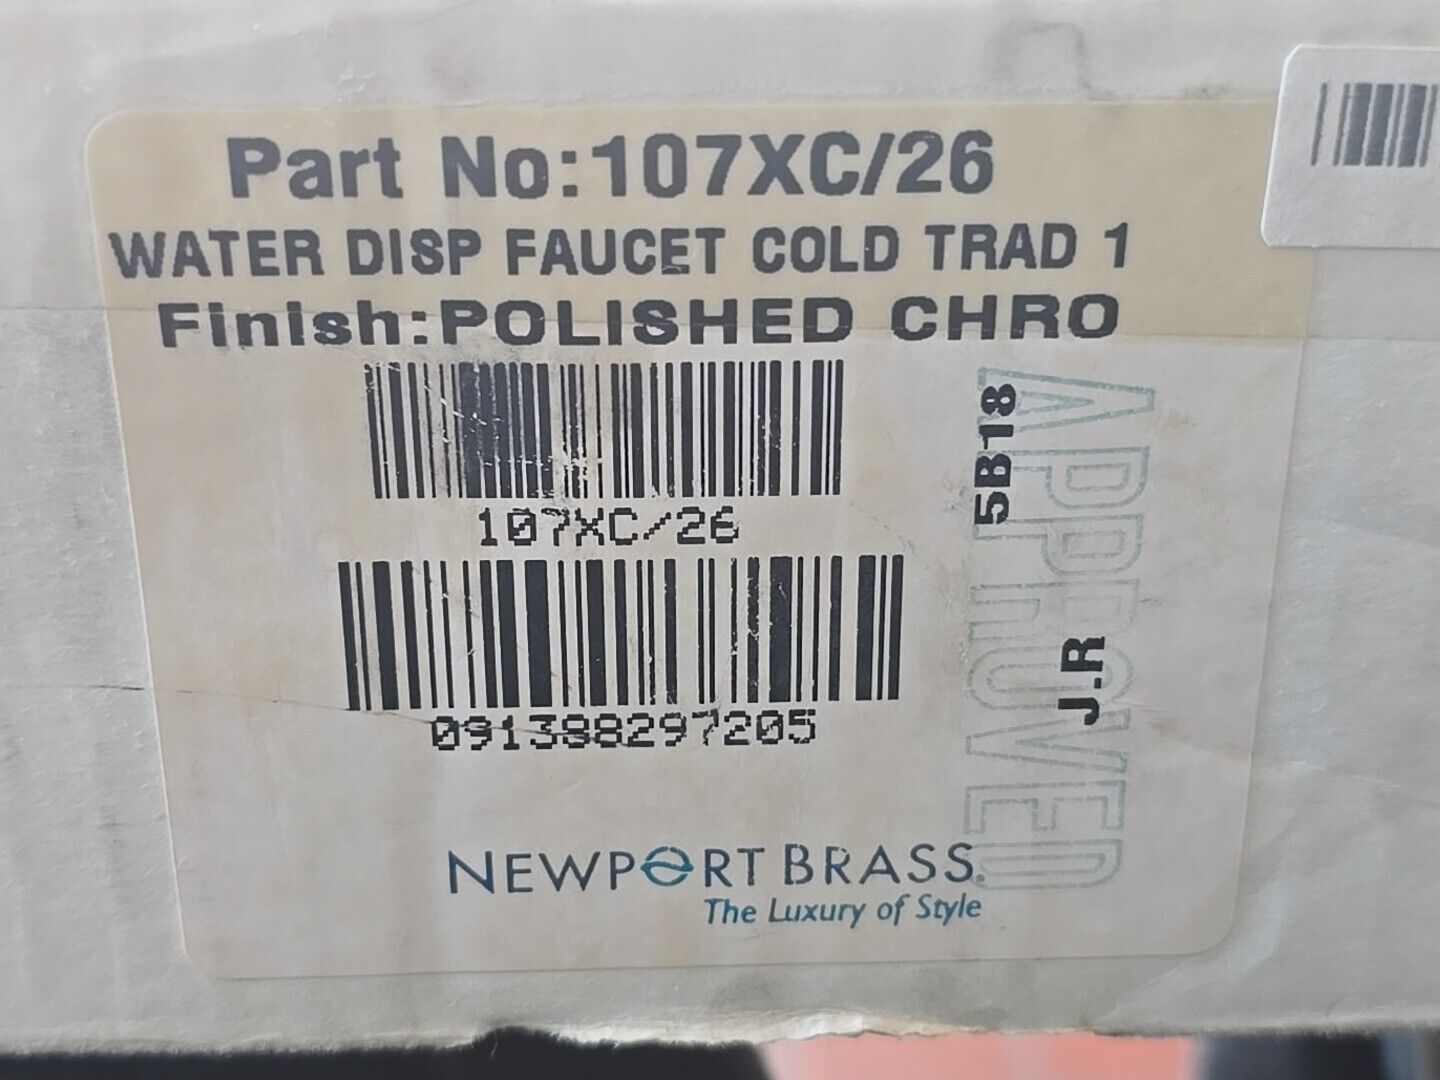 Part No:107XC/26
WATER DISP FAUCET COLD TRAD 1
Finish:POLISHED CHRO
107XC/26
091388297205
5B18
APPROVED
J.R
NEWPORT BRASS®
The Luxury of Style